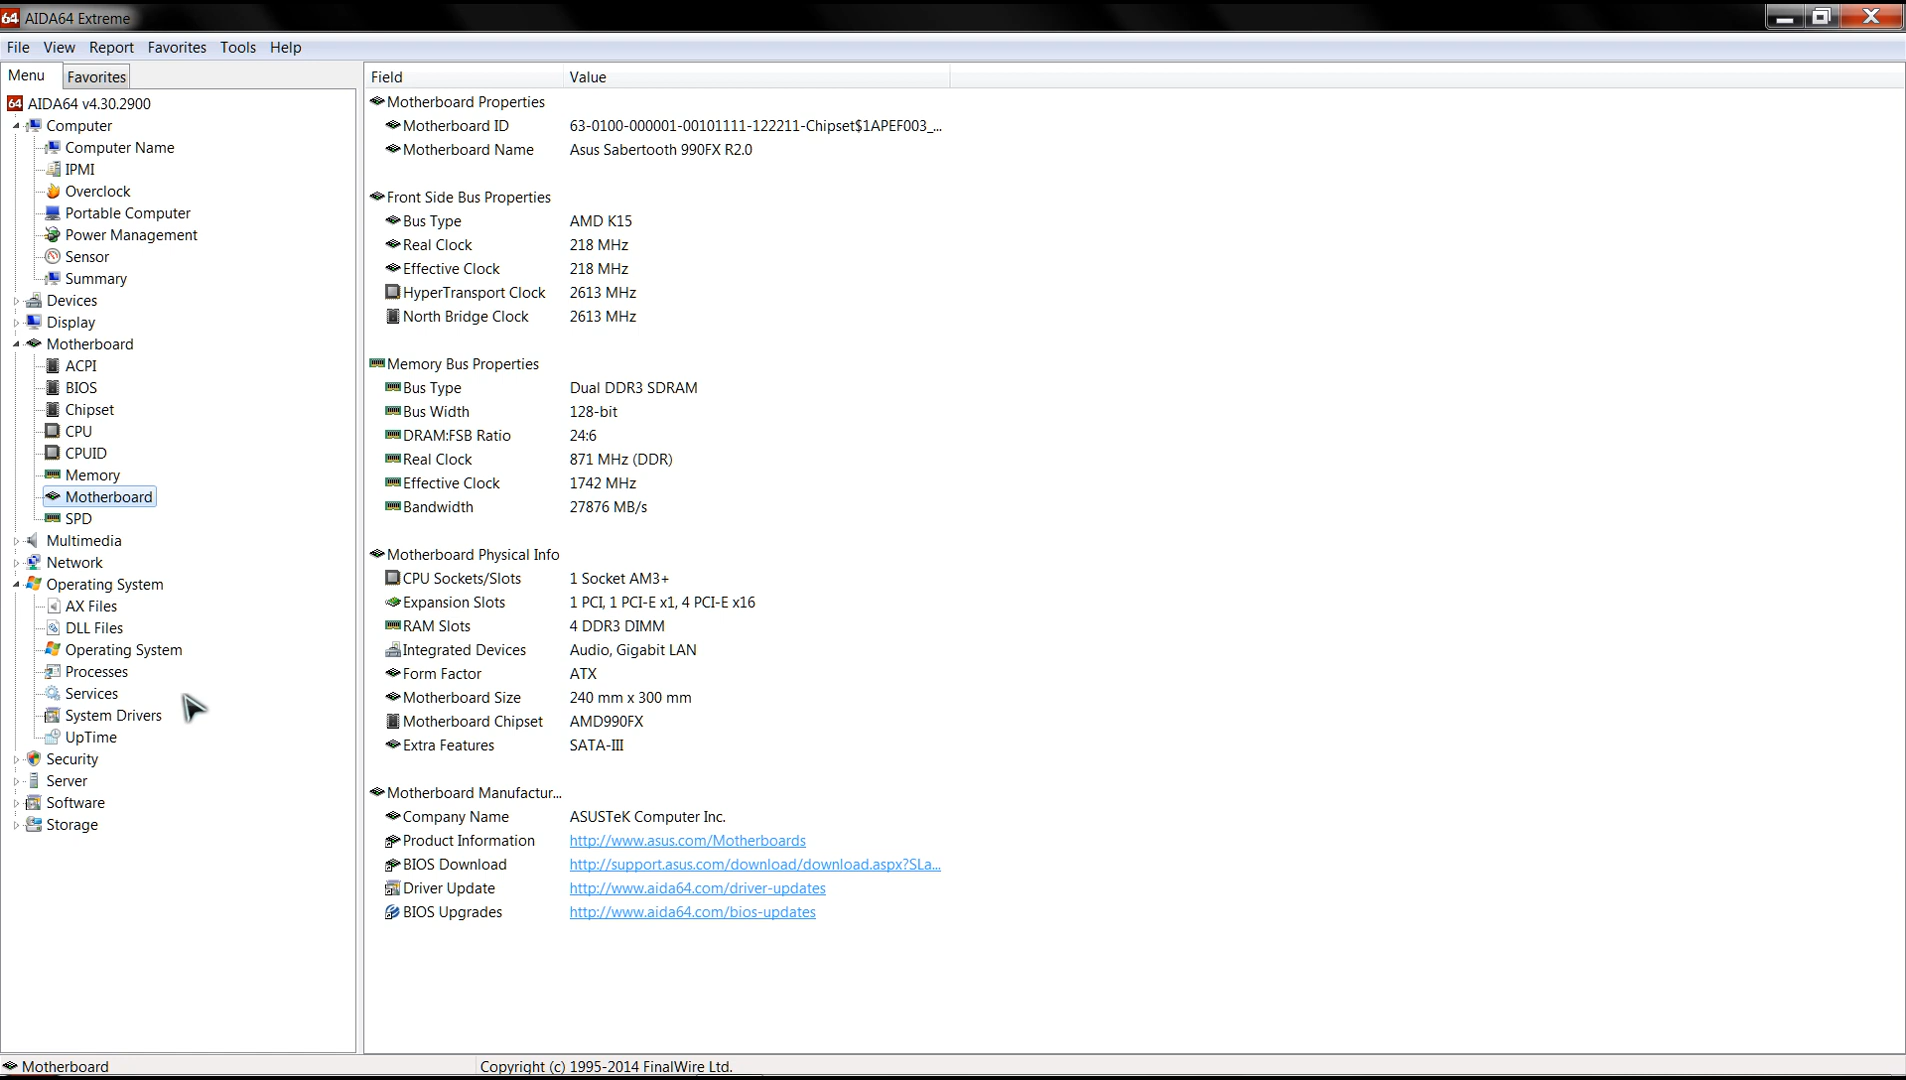 64 AIDA64 Extreme
File View Report Favorites Tools Help
Menu Favorites
64 AIDA64 v4.30.2900
Computer
Computer Name
IPMI
Overclock
Portable Computer
Power Management
Sensor
Summary
Devices
Display
Motherboard
ACPI
BIOS
Chipset
CPU
CPUID
Memory
Motherboard
SPD
Multimedia
Network
Operating System
AX Files
DLL Files
Operating System
Processes
Services
System Drivers
UpTime
Security
Server
Software
Storage
Field Value
Motherboard Properties
Motherboard ID 63-0100-000001-00101111-122211-Chipset$1APEF003_...
Motherboard Name Asus Sabertooth 990FX R2.0
Front Side Bus Properties
Bus Type AMD K15
Real Clock 218 MHz
Effective Clock 218 MHz
HyperTransport Clock 2613 MHz
North Bridge Clock 2613 MHz
Memory Bus Properties
Bus Type Dual DDR3 SDRAM
Bus Width 128-bit
DRAM:FSB Ratio 24:6
Real Clock 871 MHz (DDR)
Effective Clock 1742 MHz
Bandwidth 27876 MB/s
Motherboard Physical Info
CPU Sockets/Slots 1 Socket AM3+
Expansion Slots 1 PCI, 1 PCI-E x1, 4 PCI-E x16
RAM Slots 4 DDR3 DIMM
Integrated Devices Audio, Gigabit LAN
Form Factor ATX
Motherboard Size 240 mm x 300 mm
Motherboard Chipset AMD990FX
Extra Features SATA-III
Motherboard Manufactur...
Company Name ASUSTeK Computer Inc.
Product Information http://www.asus.com/Motherboards
BIOS Download http://support.asus.com/download/download.aspx?SLa...
Driver Update http://www.aida64.com/driver-updates
BIOS Upgrades http://www.aida64.com/bios-updates
Motherboard Copyright (c) 1995-2014 FinalWire Ltd.